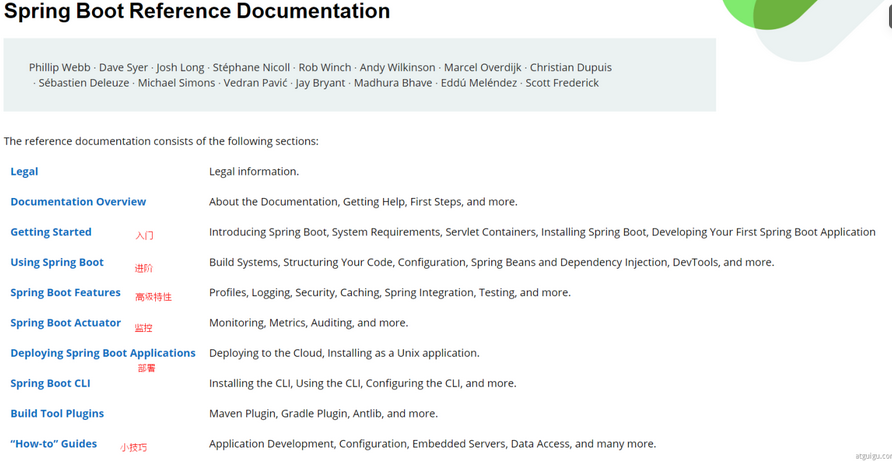 Spring Boot Reference Documentation
Phillip Webb · Dave Syer · Josh Long · Stéphane Nicoll · Rob Winch · Andy Wilkinson · Marcel Overdijk · Christian Dupuis
· Sébastien Deleuze · Michael Simons · Vedran Pavić · Jay Bryant · Madhura Bhave · Eddú Meléndez · Scott Frederick
The reference documentation consists of the following sections:
Legal Legal information.
Documentation Overview About the Documentation, Getting Help, First Steps, and more.
Getting Started 入门 Introducing Spring Boot, System Requirements, Servlet Containers, Installing Spring Boot, Developing Your First Spring Boot Application
Using Spring Boot 进阶 Build Systems, Structuring Your Code, Configuration, Spring Beans and Dependency Injection, DevTools, and more.
Spring Boot Features 高级特性 Profiles, Logging, Security, Caching, Spring Integration, Testing, and more.
Spring Boot Actuator 监控 Monitoring, Metrics, Auditing, and more.
Deploying Spring Boot Applications Deploying to the Cloud, Installing as a Unix application.
部署
Spring Boot CLI Installing the CLI, Using the CLI, Configuring the CLI, and more.
Build Tool Plugins Maven Plugin, Gradle Plugin, Antlib, and more.
“How-to” Guides 小技巧 Application Development, Configuration, Embedded Servers, Data Access, and many more.